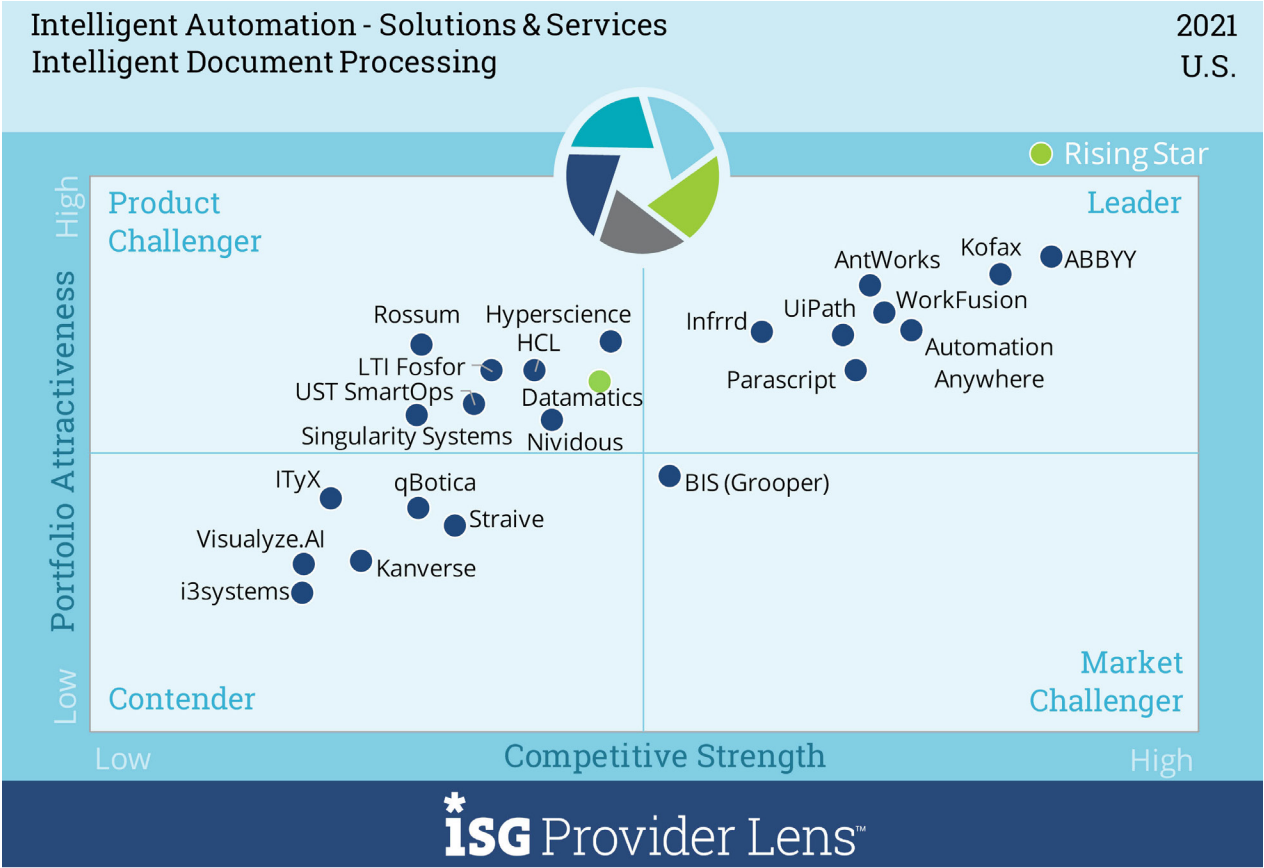 Intelligent Automation - Solutions & Services
Intelligent Document Processing
2021
U.S.
Rising Star
High
Product
Challenger
Leader
Kofax
ABBYY
AntWorks
WorkFusion
UiPath
Infrrd
Automation
Anywhere
Parascript
Rossum
Hyperscience
HCL
LTI Fosfor
UST SmartOps
Datamatics
Singularity Systems
Nividous
Portfolio Attractiveness
ITyX
qBotica
Straive
BIS (Grooper)
Visualyze.AI
Kanverse
i3systems
Low
Contender
Market
Challenger
Low
Competitive Strength
High
ISG Provider Lens™